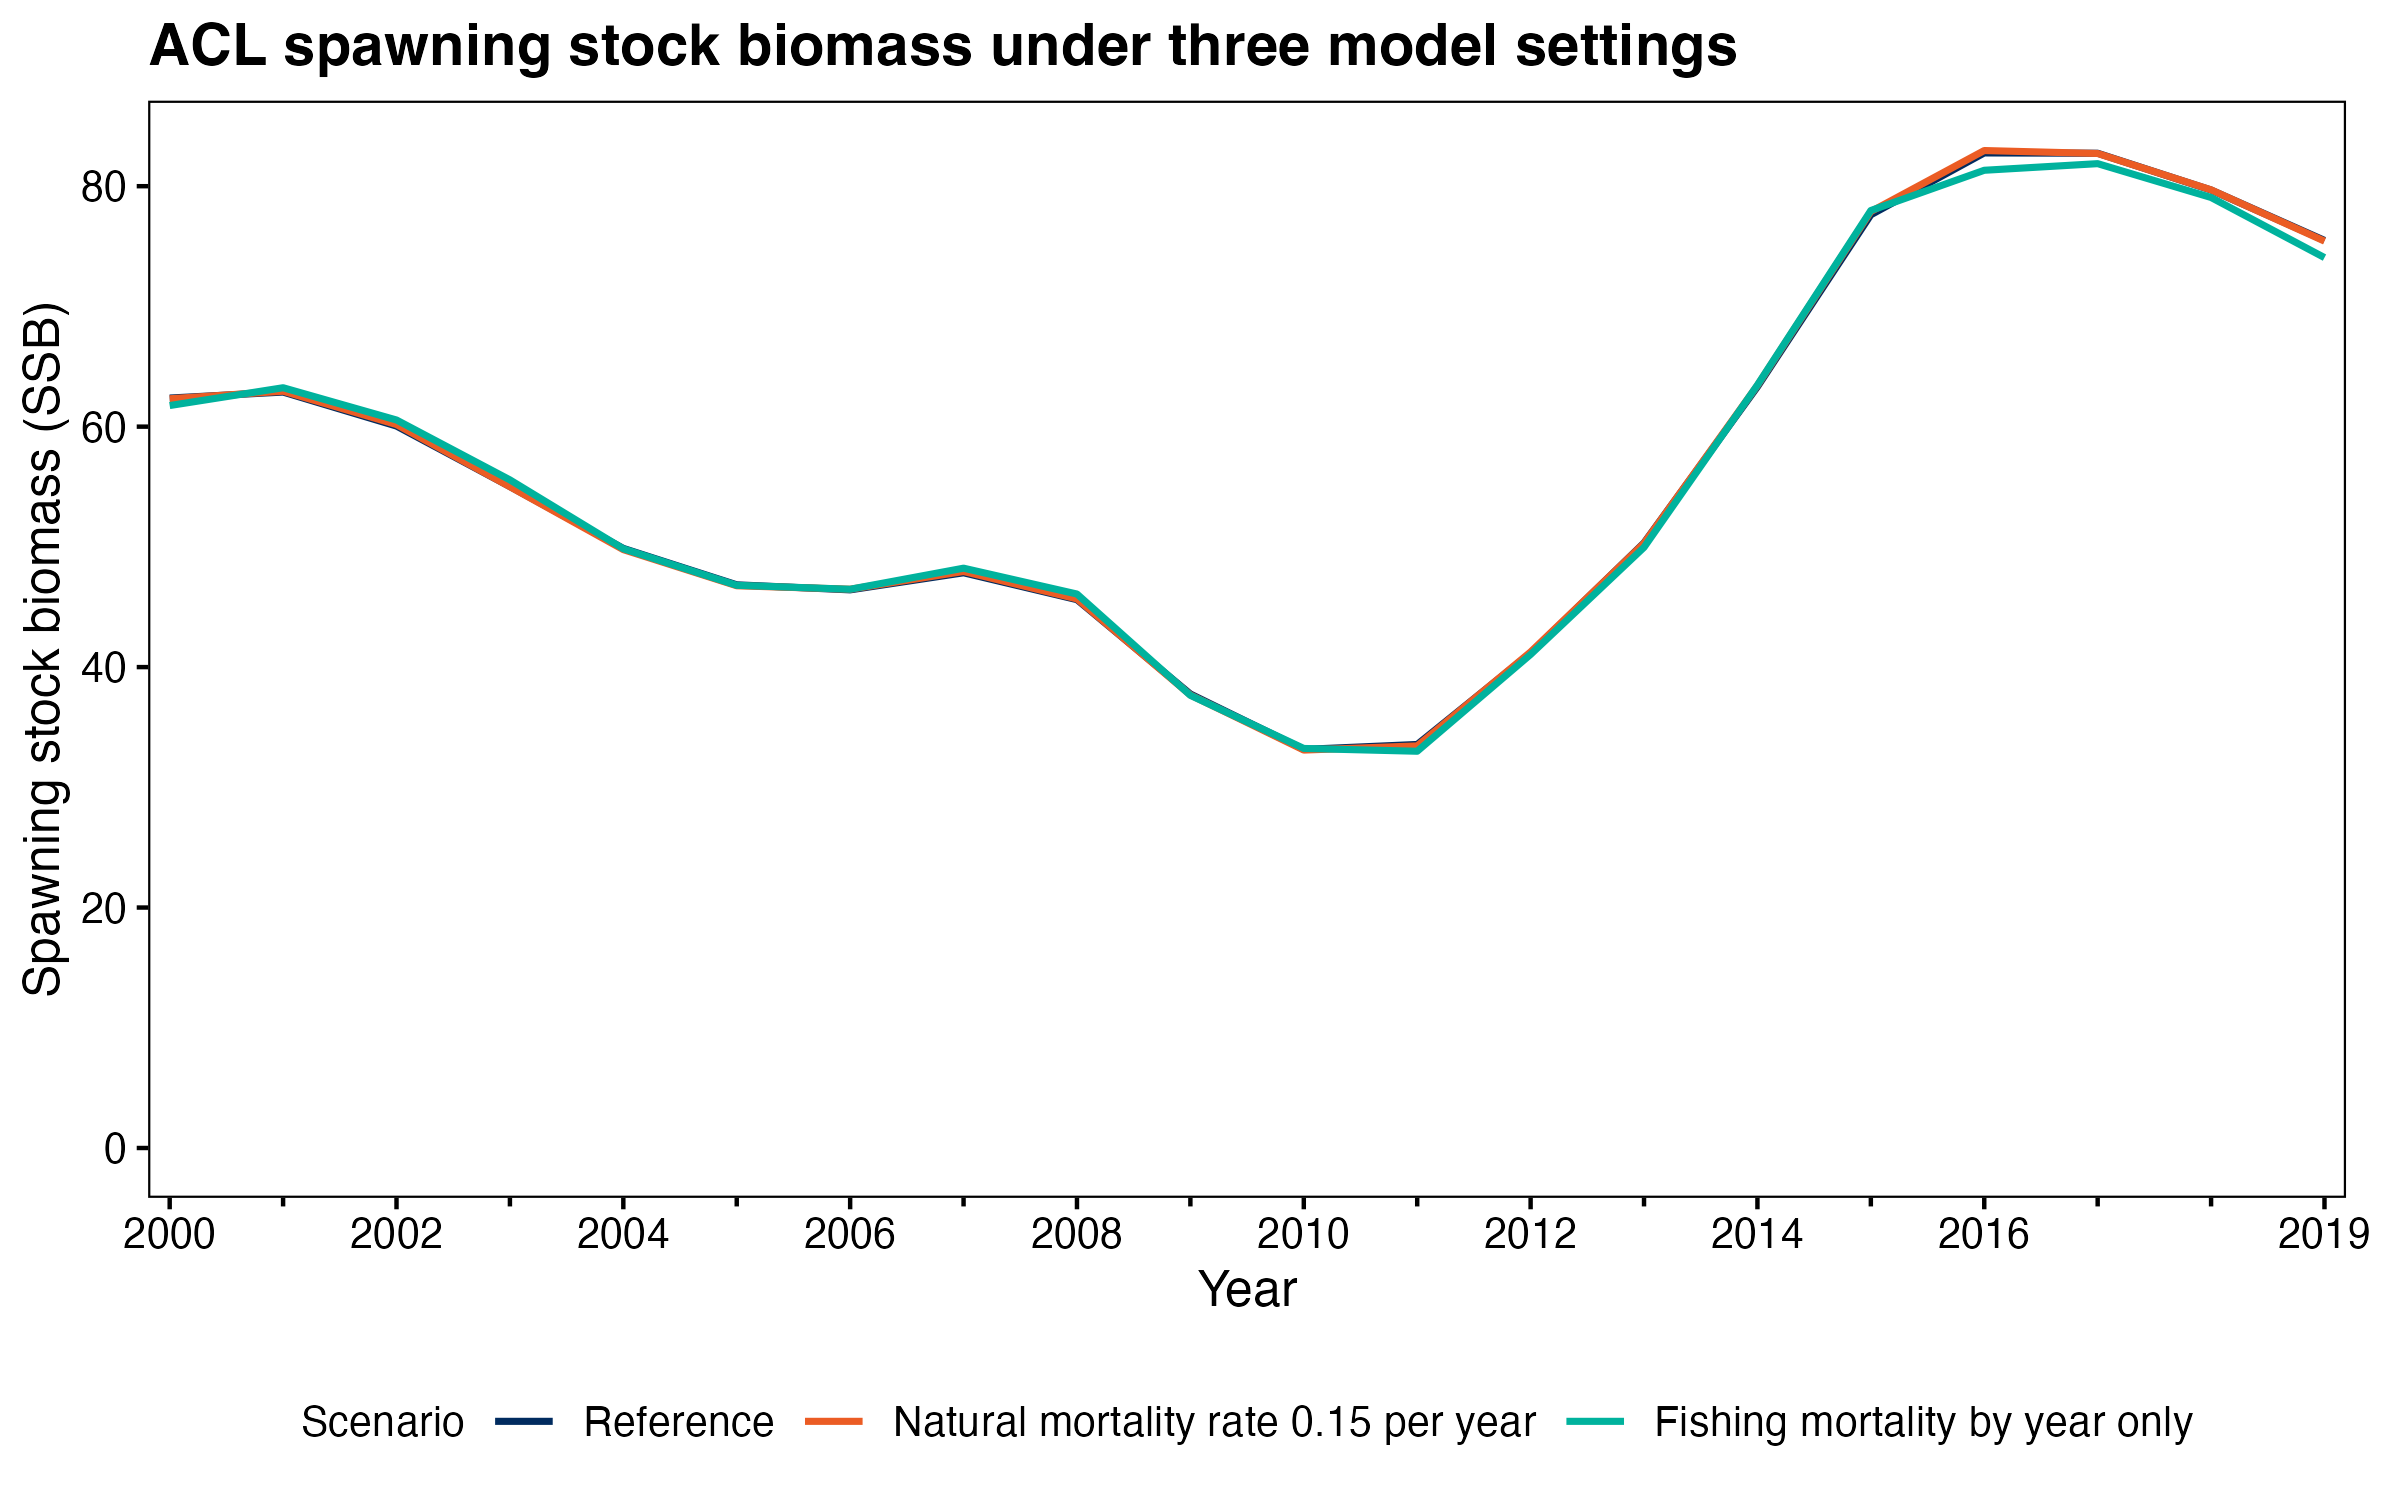 ACL spawning stock biomass under three model settings
Spawning stock biomass (SSB)
80
60
40
20
0
2000 2002 2004 2006 2008 2010 2012 2014 2016 2019
Year
Scenario Reference Natural mortality rate 0.15 per year Fishing mortality by year only